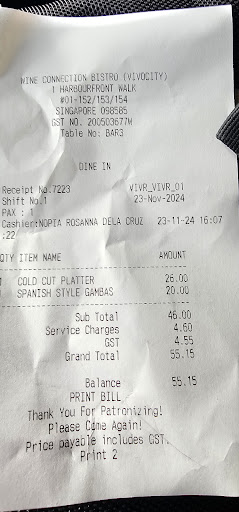 WINE CONNECTION BISTRO (VIVOCITY)
1 HARBOURFRONT WALK
#01-152/153/154
SINGAPORE 098585
GST NO. 200503677W
Table No: BAR3
DINE IN
Receipt No.7223 VIVR_VIVR_01
Shift No.1 23-Nov-2024
PAX : 1
Cashier:NOPIA ROSANNA DELA CRUZ 23-11-24 16:07
:22
QTY ITEM NAME AMOUNT
1 COLD CUT PLATTER 26.00
1 SPANISH STYLE GAMBAS 20.00
Sub Total 46.00
Service Charges 4.60
GST 4.55
Grand Total 55.15
Balance 55.15
PRINT BILL
Thank You For Patronizing!
Please Come Again!
Price payable includes GST.
Print 2